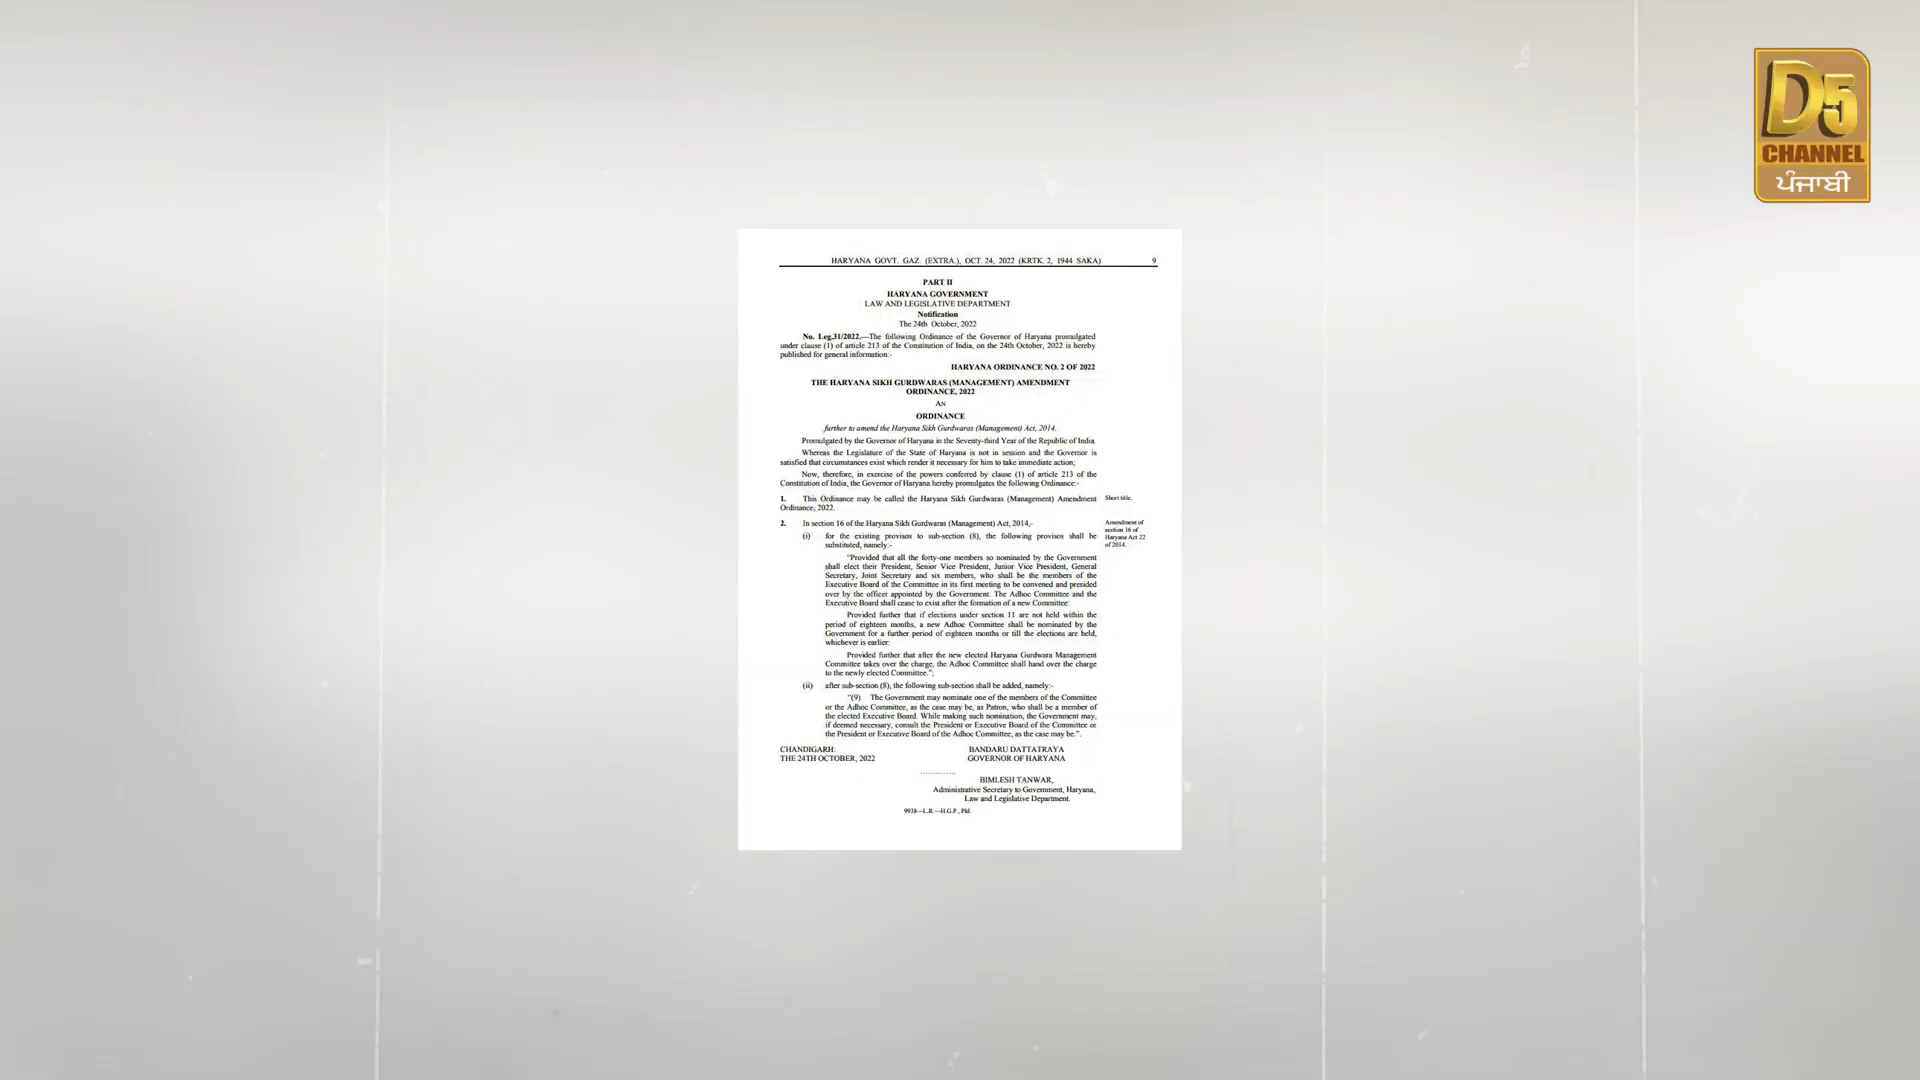 D5
CHANNEL
ਪੰਜਾਬੀ
HARYANA GOVT. GAZ. (EXTRA.), OCT. 24, 2022 (KRTK. 2, 1944 SAKA) 9
PART II
HARYANA GOVERNMENT
LAW AND LEGISLATIVE DEPARTMENT
Notification
The 24th October, 2022
No. Leg.31/2022.—The following Ordinance of the Governor of Haryana promulgated
under clause (1) of article 213 of the Constitution of India, on the 24th October, 2022 is hereby
published for general information:-
HARYANA ORDINANCE NO. 2 OF 2022
THE HARYANA SIKH GURDWARAS (MANAGEMENT) AMENDMENT
ORDINANCE, 2022
AN
ORDINANCE
further to amend the Haryana Sikh Gurdwaras (Management) Act, 2014.
Promulgated by the Governor of Haryana in the Seventy-third Year of the Republic of India.
Whereas the Legislature of the State of Haryana is not in session and the Governor is
satisfied that circumstances exist which render it necessary for him to take immediate action;
Now, therefore, in exercise of the powers conferred by clause (1) of article 213 of the
Constitution of India, the Governor of Haryana hereby promulgates the following Ordinance:-
1. This Ordinance may be called the Haryana Sikh Gurdwaras (Management) Amendment
Ordinance, 2022.
Short title.
2. In section 16 of the Haryana Sikh Gurdwaras (Management) Act, 2014,-
Amendment of
section 16 of
Haryana Act 22
of 2014.
(i) for the existing provisos to sub-section (8), the following provisos shall be
substituted, namely:-
“Provided that all the forty-one members so nominated by the Government
shall elect their President, Senior Vice President, Junior Vice President, General
Secretary, Joint Secretary and six members, who shall be the members of the
Executive Board of the Committee in its first meeting to be convened and presided
over by the officer appointed by the Government. The Adhoc Committee and the
Executive Board shall cease to exist after the formation of a new Committee:
Provided further that if elections under section 11 are not held within the
period of eighteen months, a new Adhoc Committee shall be nominated by the
Government for a further period of eighteen months or till the elections are held,
whichever is earlier:
Provided further that after the new elected Haryana Gurdwara Management
Committee takes over the charge, the Adhoc Committee shall hand over the charge
to the newly elected Committee.”;
(ii) after sub-section (8), the following sub-section shall be added, namely:-
“(9) The Government may nominate one of the members of the Committee
or the Adhoc Committee, as the case may be, as Patron, who shall be a member of
the elected Executive Board. While making such nomination, the Government may,
if deemed necessary, consult the President or Executive Board of the Committee or
the President or Executive Board of the Adhoc Committee, as the case may be.”.
CHANDIGARH: BANDARU DATTATRAYA
THE 24TH OCTOBER, 2022 GOVERNOR OF HARYANA
..............
BIMLESH TANWAR,
Administrative Secretary to Government, Haryana,
Law and Legislative Department.
9938—L.R.—H.G.P., Pkl.